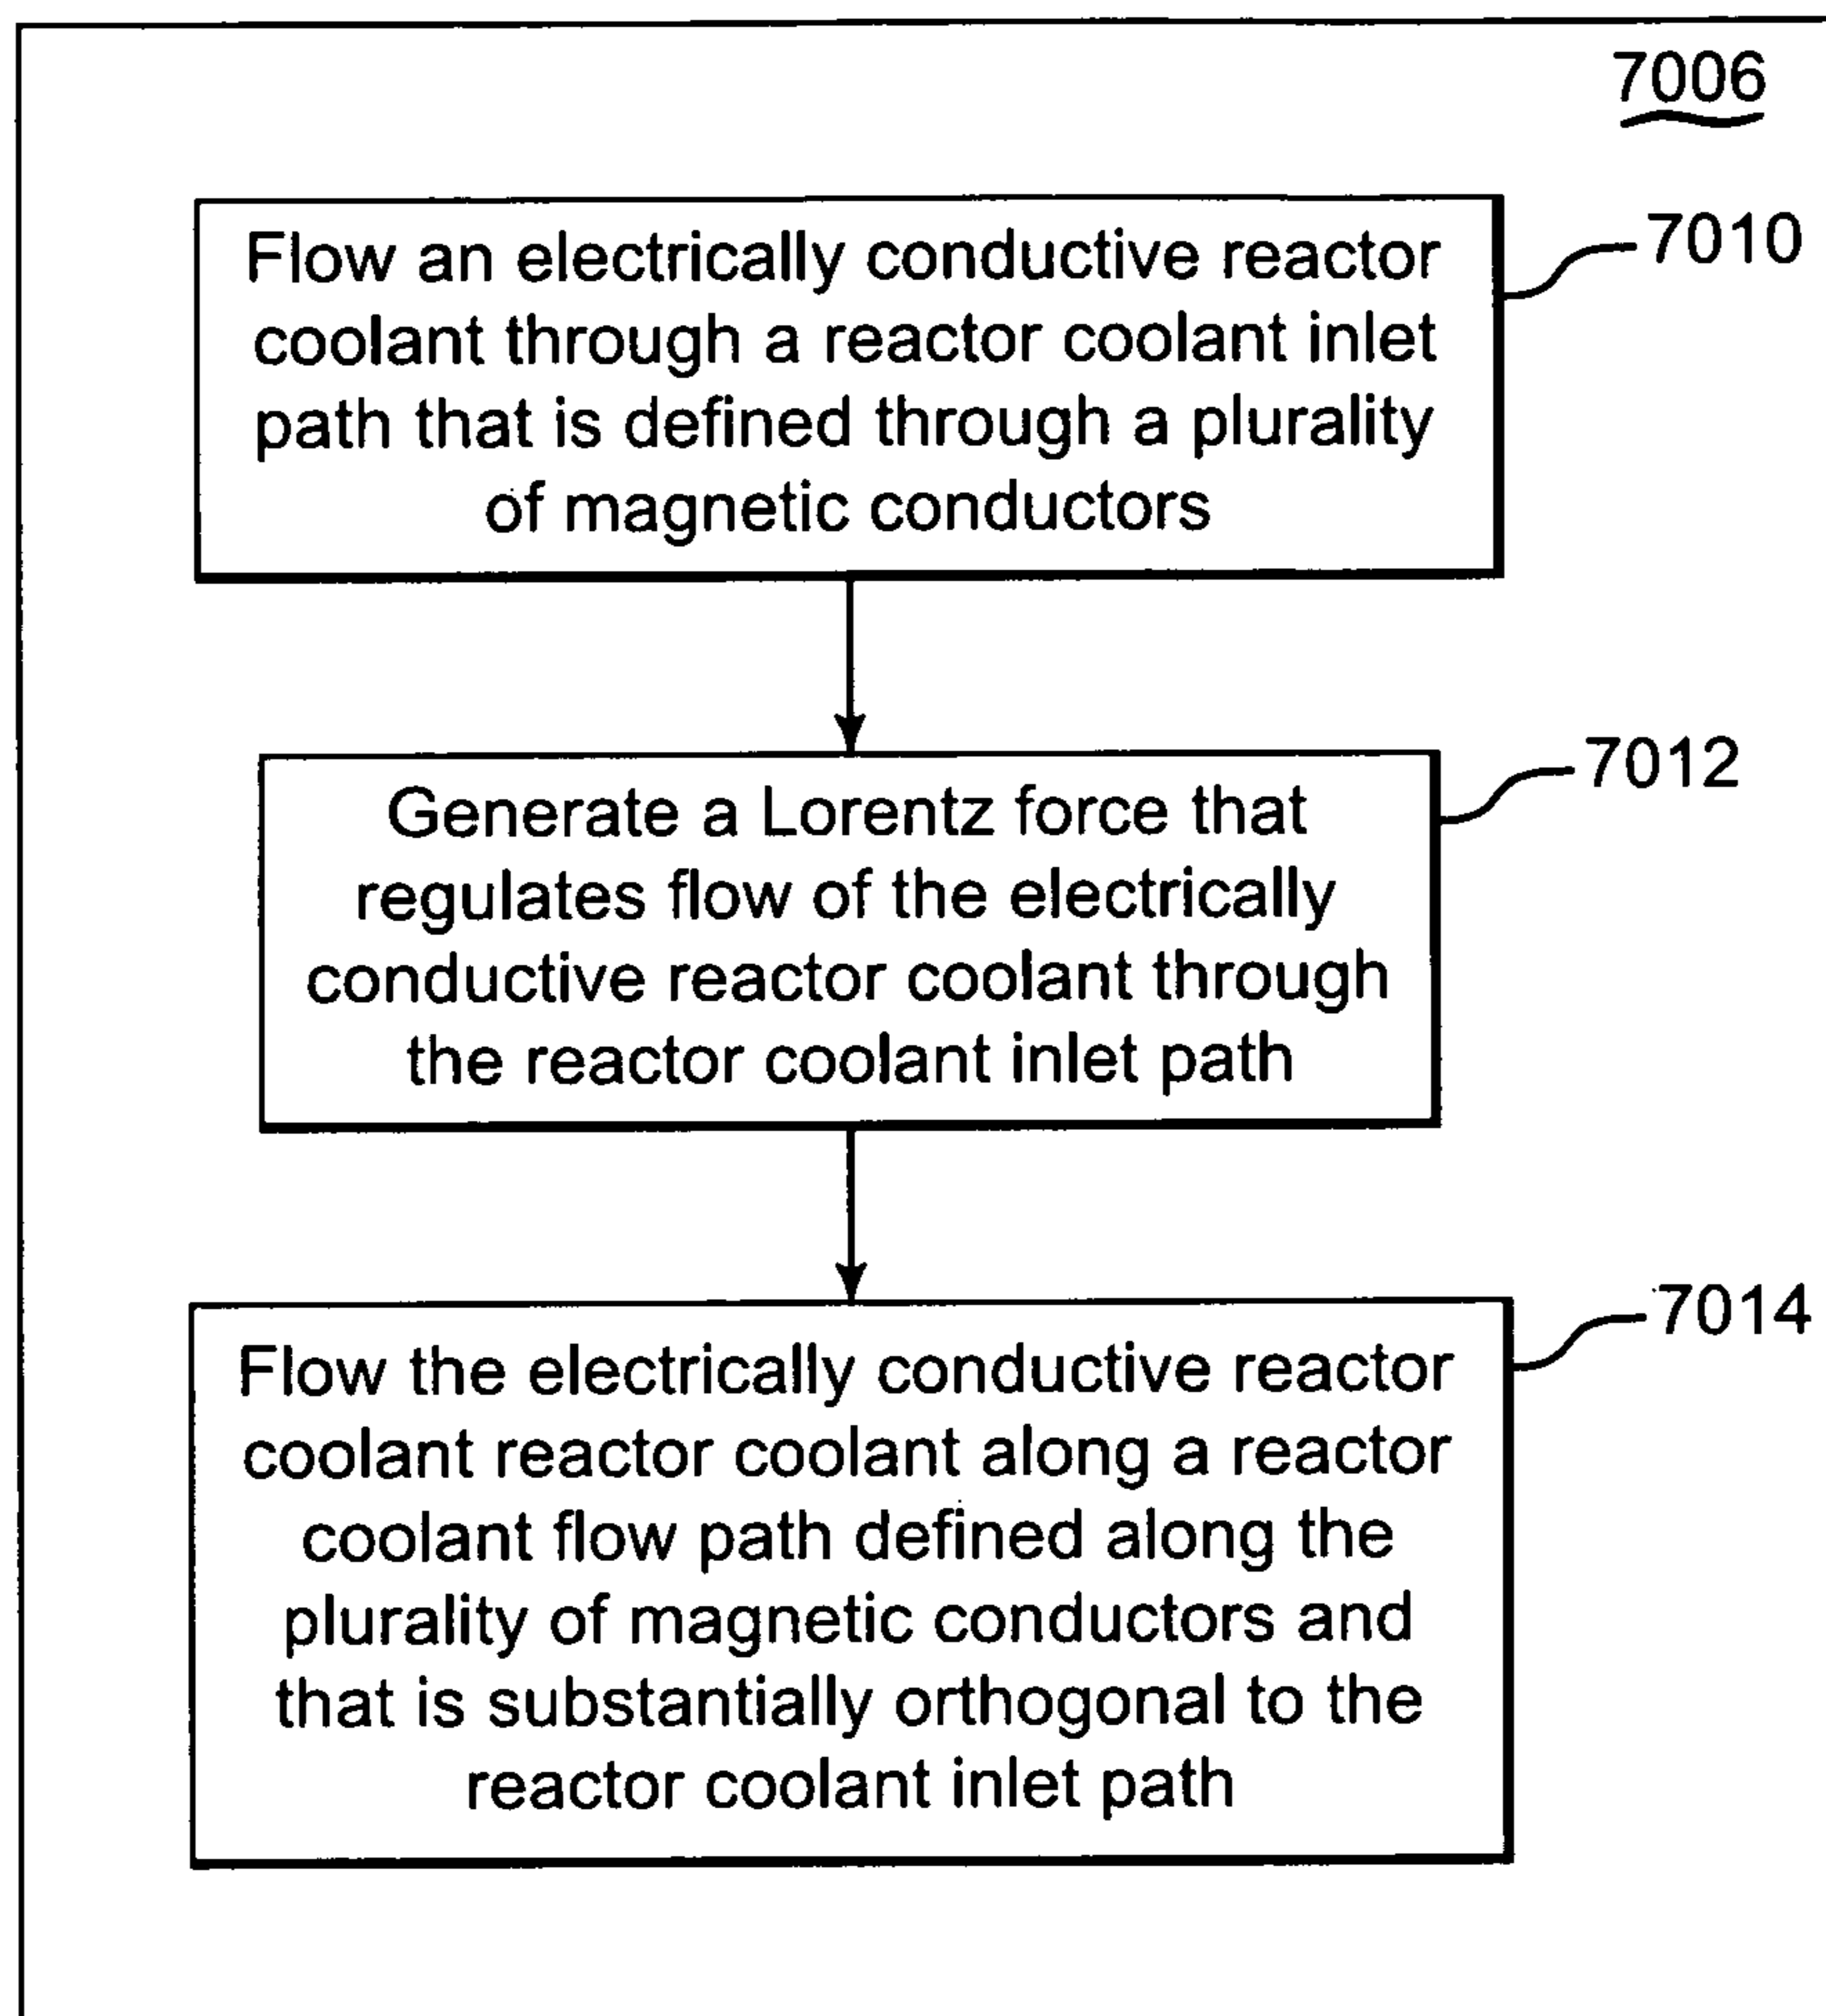 7006
Flow an electrically conductive reactor
coolant through a reactor coolant inlet
path that is defined through a plurality
of magnetic conductors
7010
Generate a Lorentz force that
regulates flow of the electrically
conductive reactor coolant through
the reactor coolant inlet path
7012
Flow the electrically conductive reactor
coolant reactor coolant along a reactor
coolant flow path defined along the
plurality of magnetic conductors and
that is substantially orthogonal to the
reactor coolant inlet path
7014